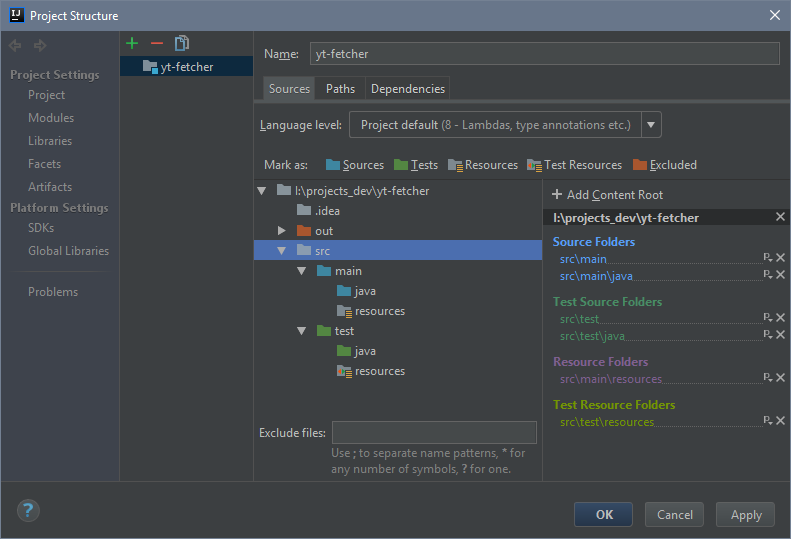 Project Structure
Project Settings
Project
Modules
Libraries
Facets
Artifacts
Platform Settings
SDKs
Global Libraries
Problems
yt-fetcher
Name: yt-fetcher
Sources Paths Dependencies
Language level: Project default (8 - Lambdas, type annotations etc.)
Mark as: Sources Tests Resources Test Resources Excluded
I:\projects_dev\yt-fetcher
.idea
out
src
main
java
resources
test
java
resources
Exclude files:
Use ; to separate name patterns, * for
any number of symbols, ? for one.
+ Add Content Root
I:\projects_dev\yt-fetcher
Source Folders
src\main
src\main\java
Test Source Folders
src\test
src\test\java
Resource Folders
src\main\resources
Test Resource Folders
src\test\resources
?
OK Cancel Apply